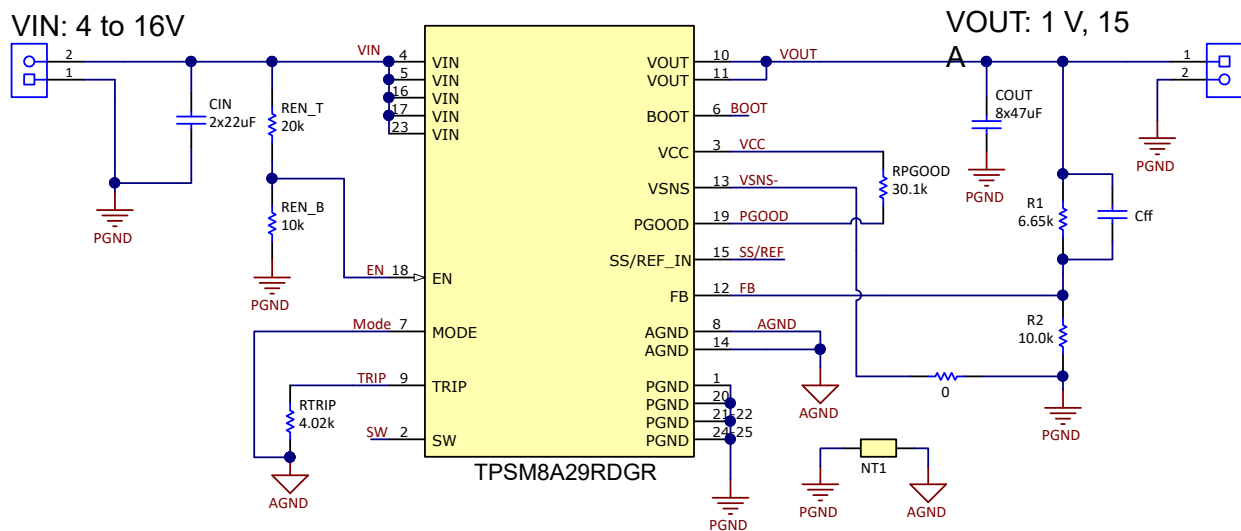 VIN: 4 to 16V
VOUT: 1 V, 15
A
2
1
CIN
2x22uF
REN_T
20k
REN_B
10k
PGND
PGND
VIN
4 VIN
5 VIN
16 VIN
17 VIN
23 VIN
EN 18 EN
Mode 7 MODE
TRIP 9 TRIP
RTRIP
4.02k
SW 2 SW
AGND
VOUT 10 VOUT
VOUT 11
BOOT 6 BOOT
VCC 3 VCC
VSNS 13 VSNS-
PGOOD 19 PGOOD
SS/REF_IN 15 SS/REF
FB 12 FB
AGND 8 AGND
AGND 14
PGND 1
PGND 20
PGND 21-22
PGND 24-25
TPSM8A29RDGR
RPGOOD
30.1k
AGND
PGND
NT1
PGND
AGND
COUT
8x47uF
PGND
R1
6.65k
Cff
R2
10.0k
0
PGND
1
2
PGND